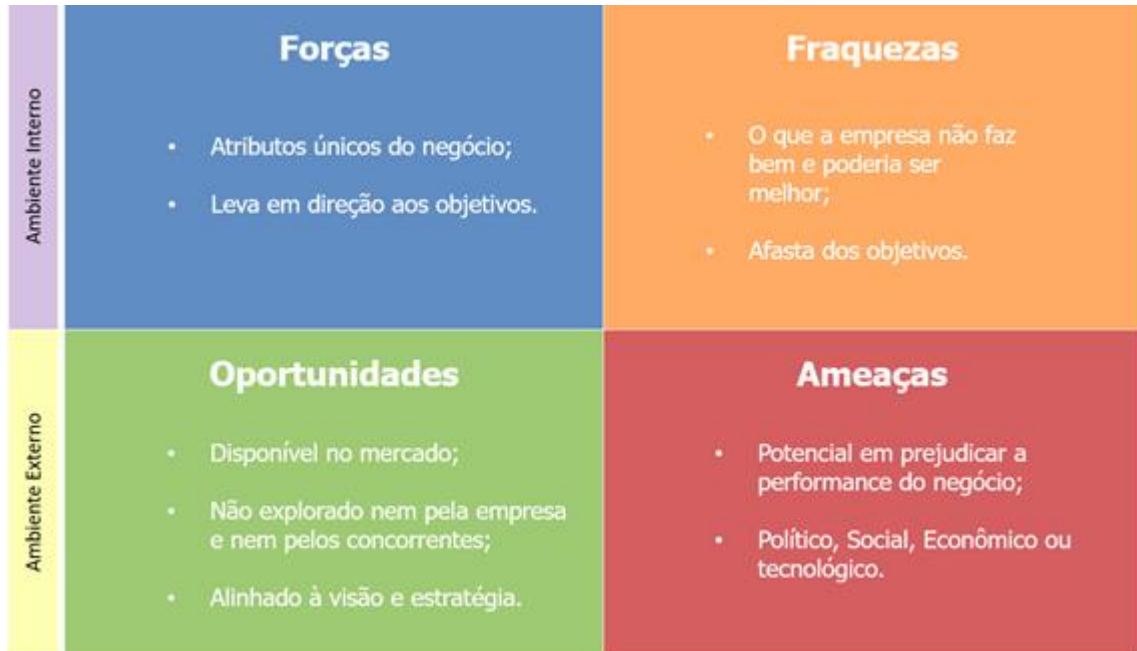 Ambiente Interno
Forças
• Atributos únicos do negócio;
• Leva em direção aos objetivos.
Fraquezas
• O que a empresa não faz
bem e poderia ser
melhor;
• Afasta dos objetivos.
Ambiente Externo
Oportunidades
• Disponível no mercado;
• Não explorado nem pela empresa
e nem pelos concorrentes;
• Alinhado à visão e estratégia.
Ameaças
• Potencial em prejudicar a
performance do negócio;
• Político, Social, Econômico ou
tecnológico.